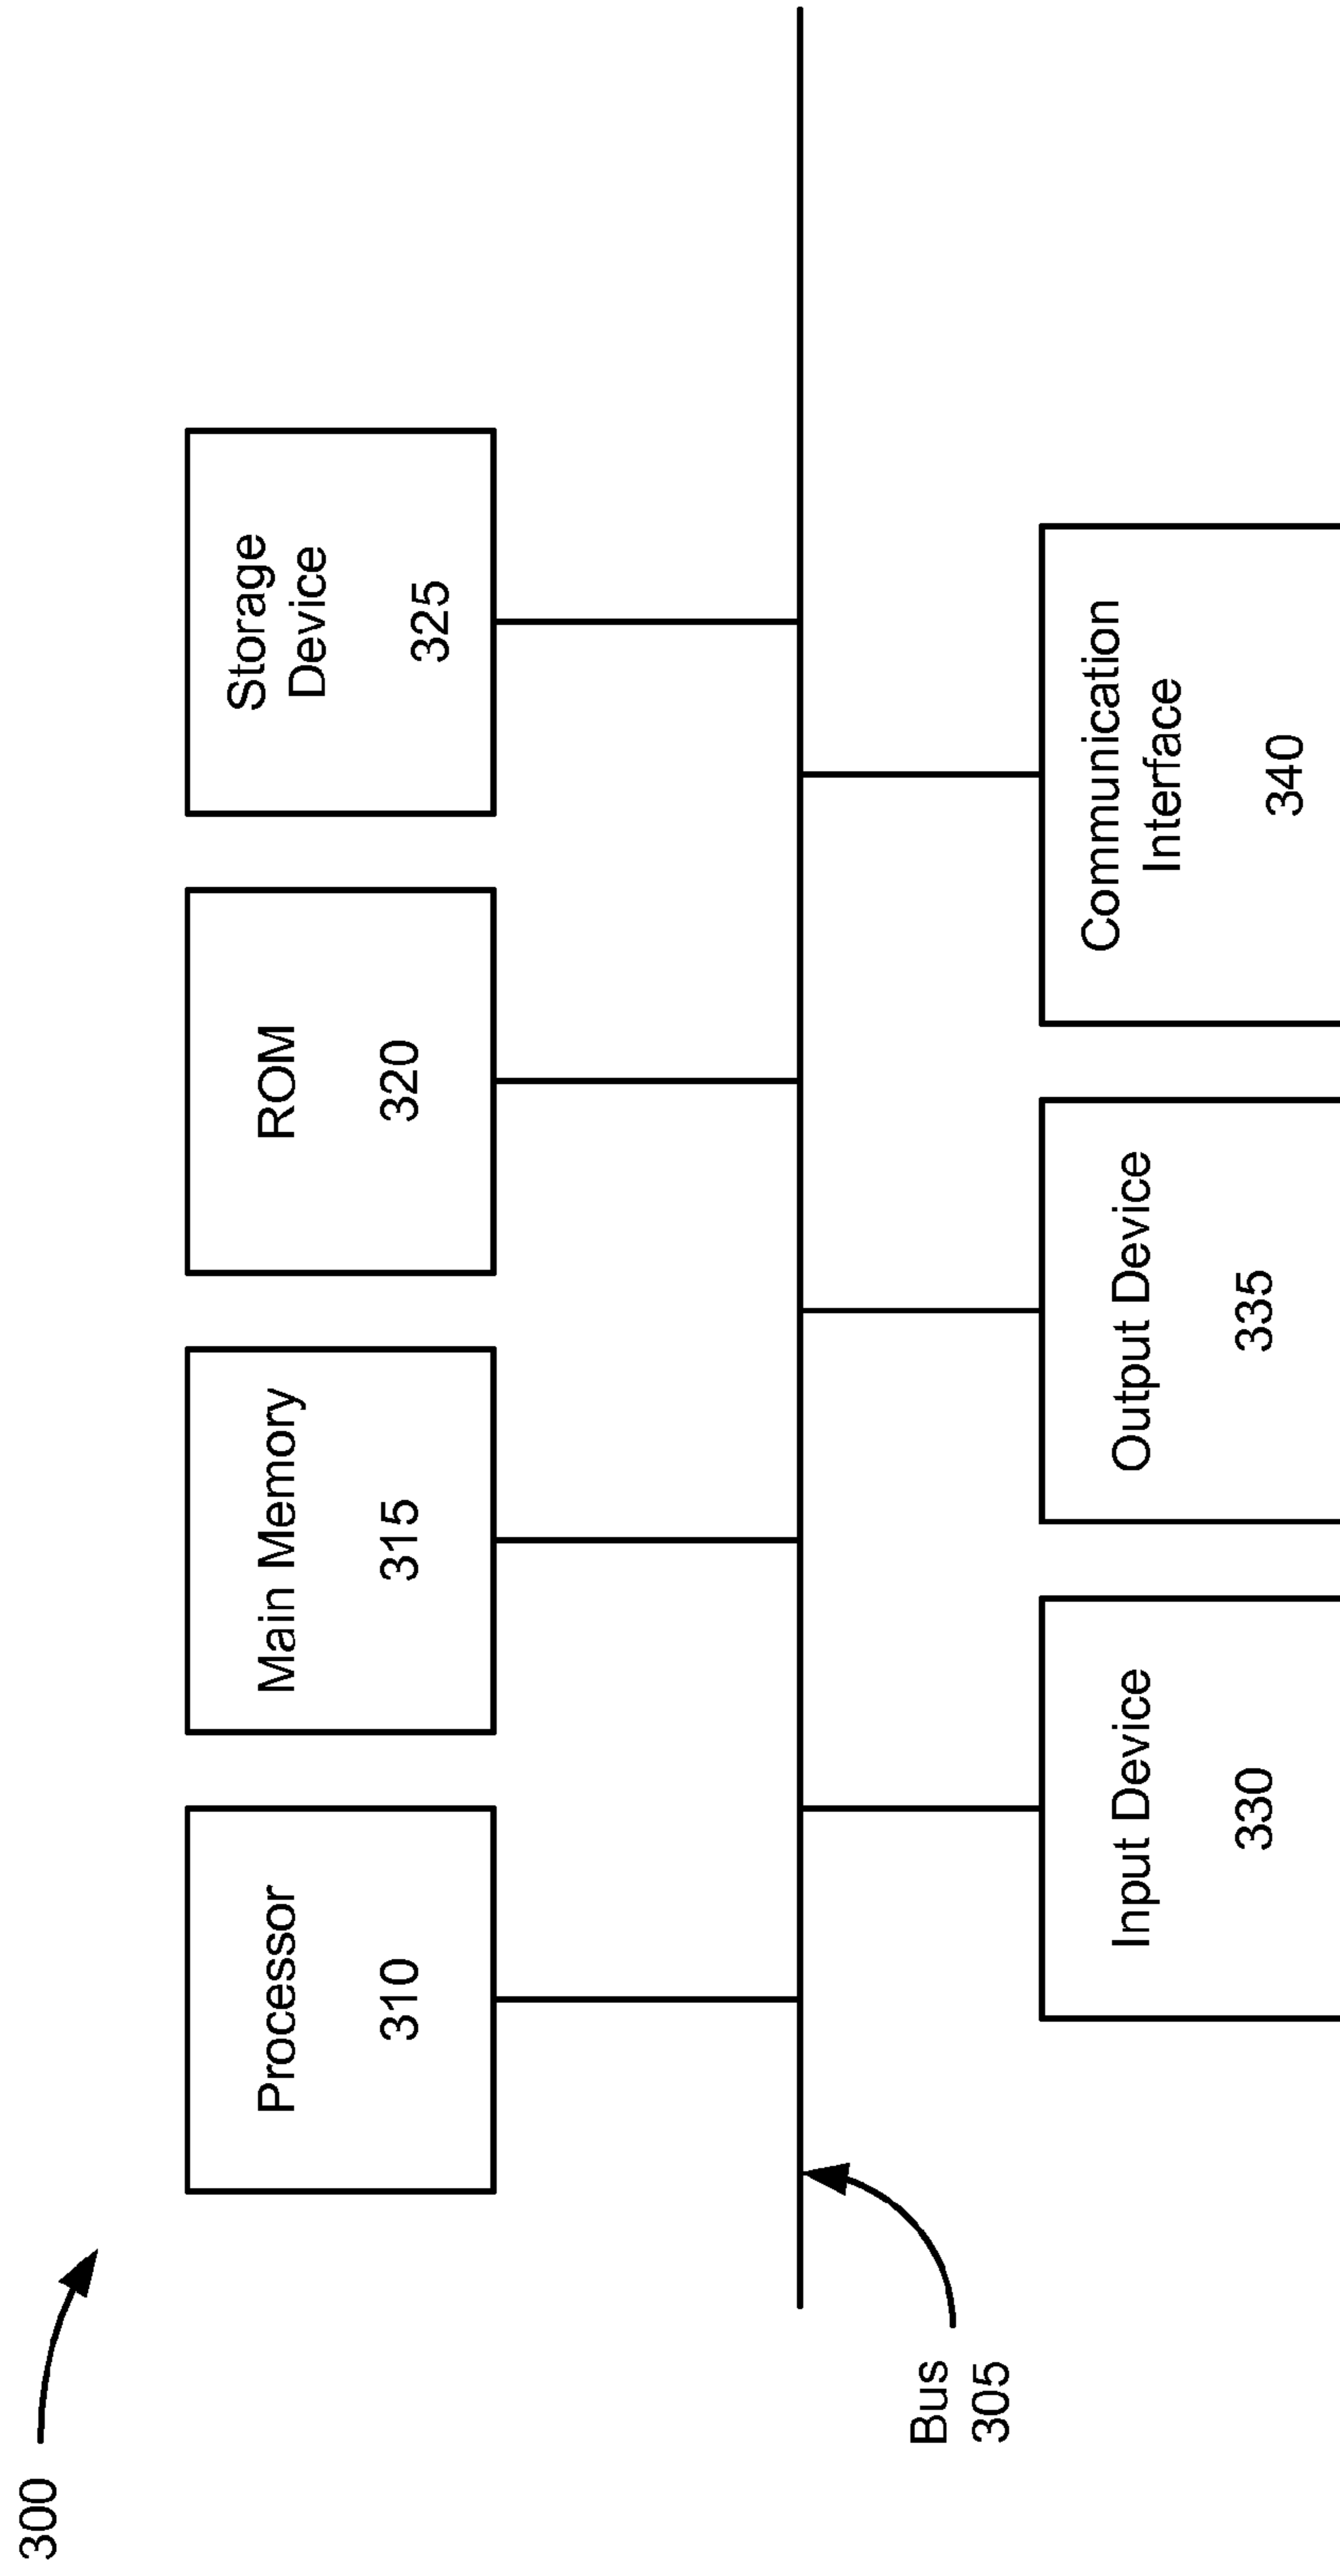 300
Processor
310
Main Memory
315
ROM
320
Storage
Device
325
Bus
305
Input Device
330
Output Device
335
Communication
Interface
340